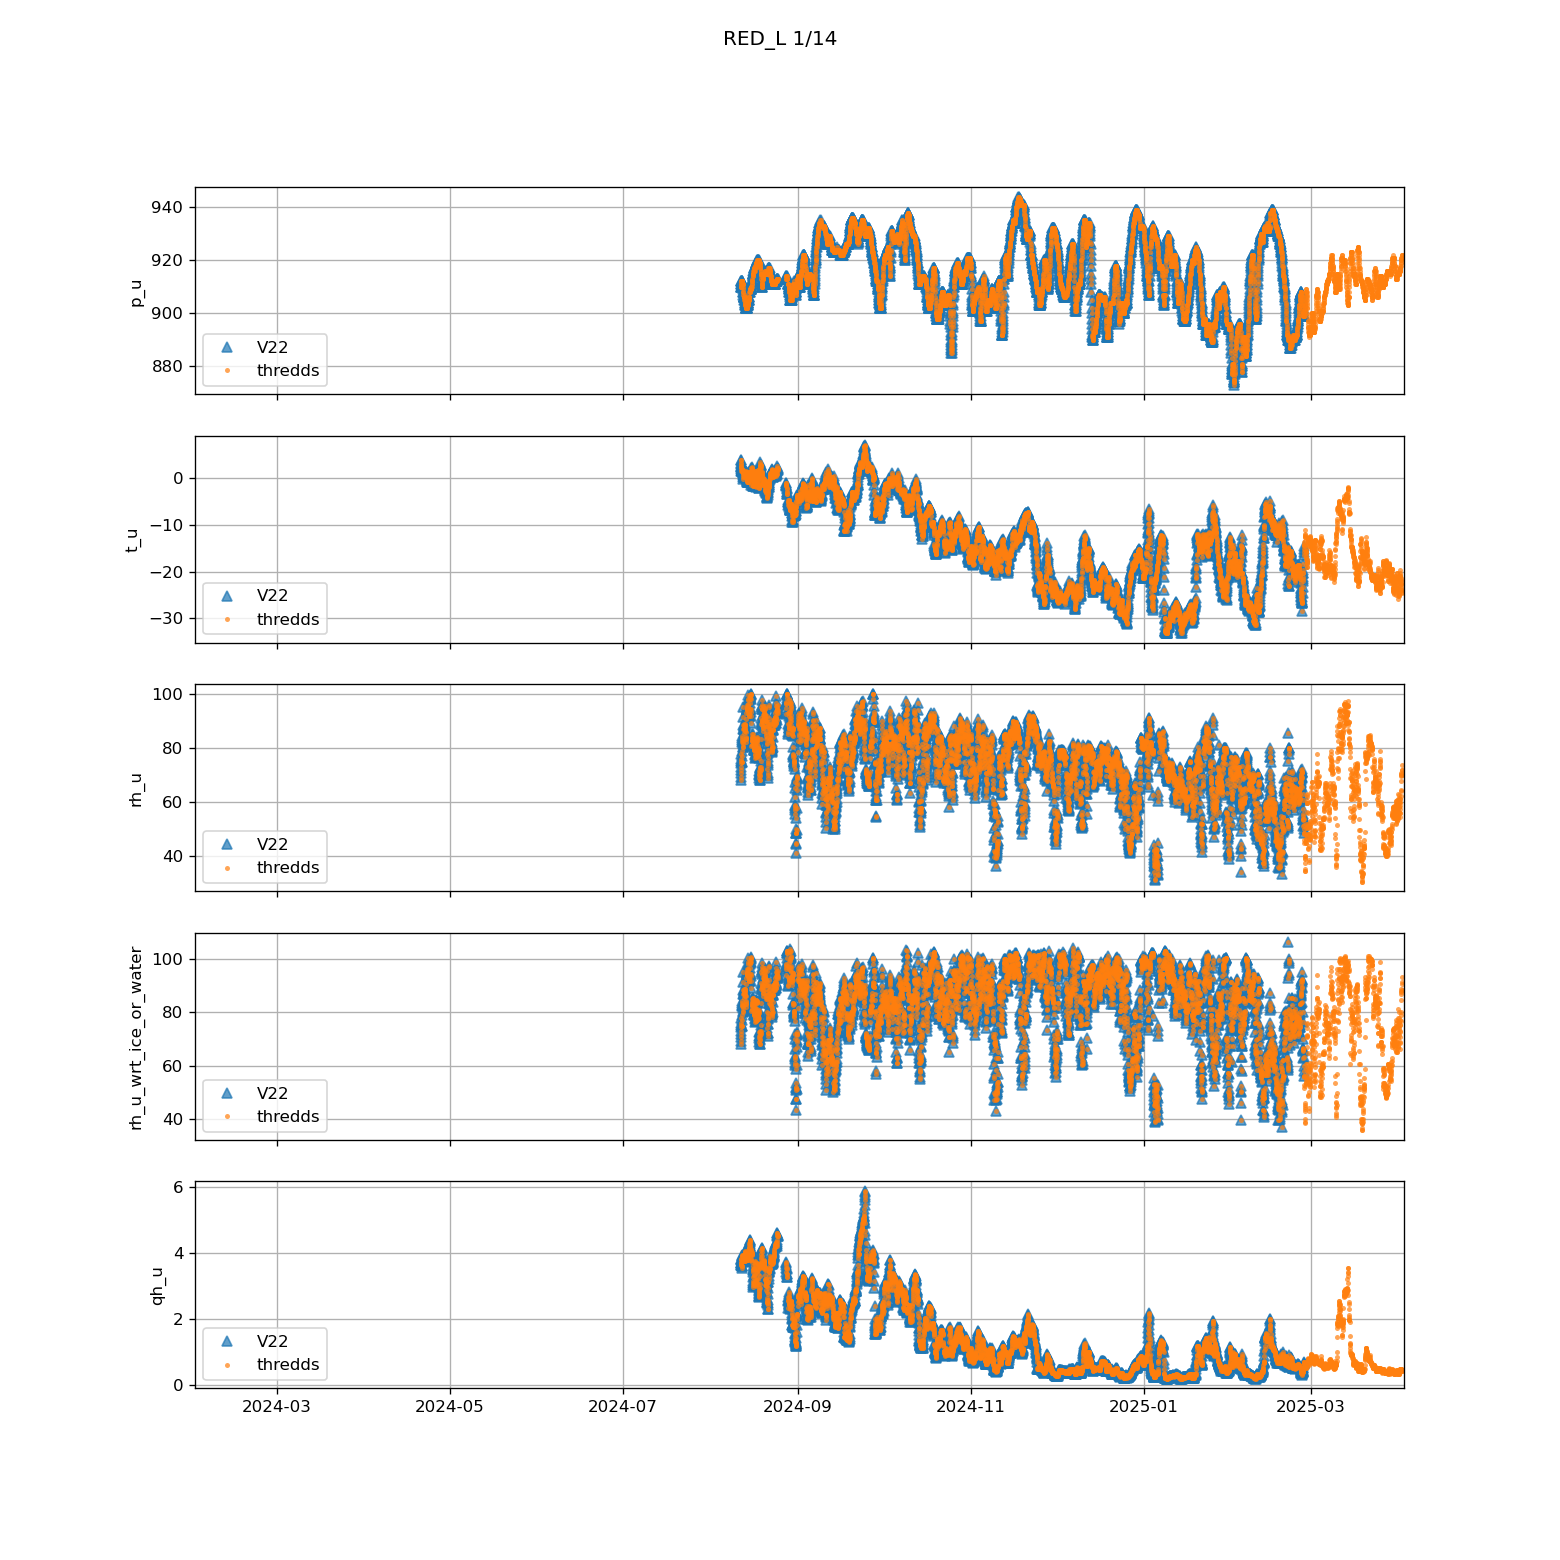 RED_L 1/14
940
920
900
880
p_u
V22
thredds
0
−10
−20
−30
t_u
V22
thredds
100
80
60
40
rh_u
V22
thredds
100
80
60
40
rh_u_wrt_ice_or_water
V22
thredds
6
4
2
0
qh_u
V22
thredds
2024-03 2024-05 2024-07 2024-09 2024-11 2025-01 2025-03